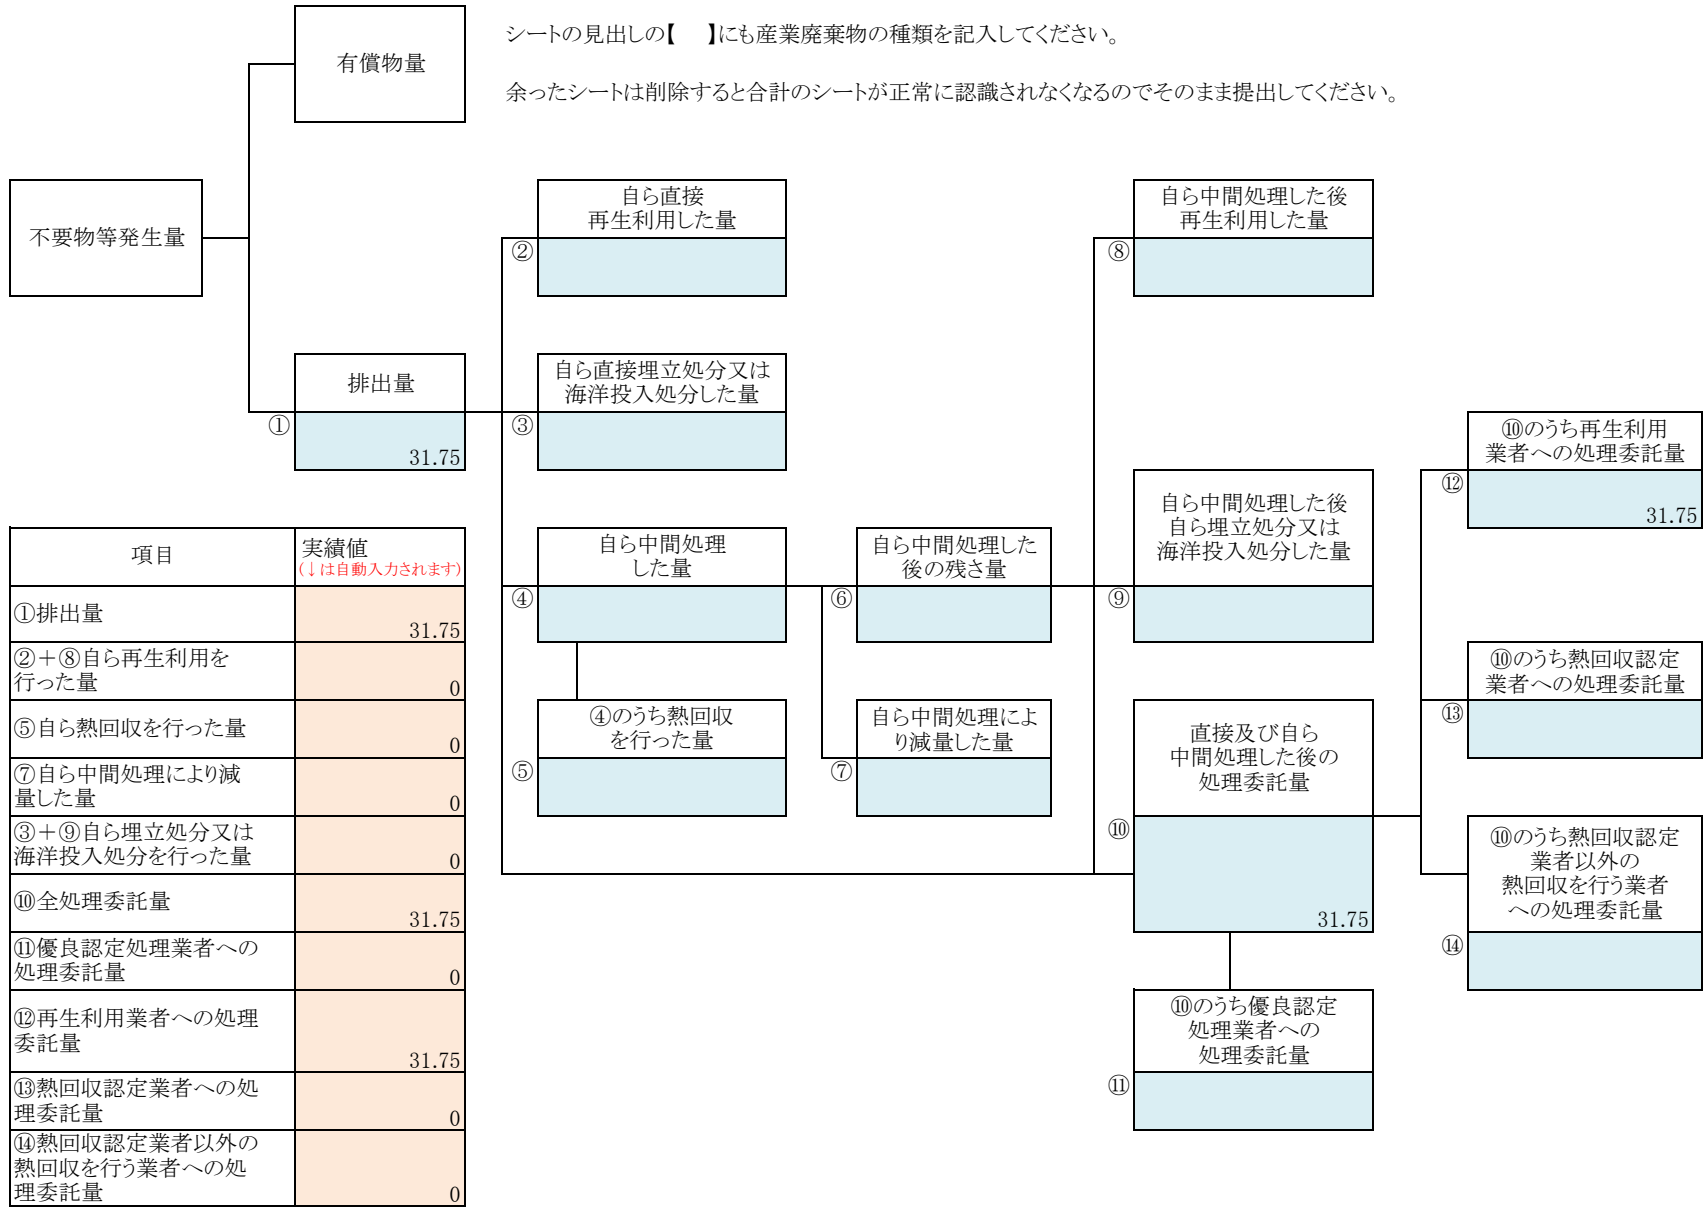 シートの見出しの【　】にも産業廃棄物の種類を記入してください。
余ったシートは削除すると合計のシートが正常に認識されなくなるのでそのまま提出してください。
有償物量
不要物等発生量
自ら直接
再生利用した量
②
自ら中間処理した後
再生利用した量
⑧
排出量
①
31.75
自ら直接埋立処分又は
海洋投入処分した量
③
⑩のうち再生利用
業者への処理委託量
⑫
31.75
自ら中間処理した後
自ら埋立処分又は
海洋投入処分した量
⑨
自ら中間処理
した量
④
自ら中間処理した
後の残さ量
⑥
⑩のうち熱回収認定
業者への処理委託量
⑬
④のうち熱回収
を行った量
⑤
自ら中間処理によ
り減量した量
⑦
直接及び自ら
中間処理した後の
処理委託量
⑩
31.75
⑩のうち熱回収認定
業者以外の
熱回収を行う業者
への処理委託量
⑭
⑩のうち優良認定
処理業者への
処理委託量
⑪
項目
実績値
(↓は自動入力されます)
①排出量
31.75
②＋⑧自ら再生利用を
行った量
0
⑤自ら熱回収を行った量
0
⑦自ら中間処理により減
量した量
0
③＋⑨自ら埋立処分又は
海洋投入処分を行った量
0
⑩全処理委託量
31.75
⑪優良認定処理業者への
処理委託量
0
⑫再生利用業者への処理
委託量
31.75
⑬熱回収認定業者への処
理委託量
0
⑭熱回収認定業者以外の
熱回収を行う業者への処
理委託量
0